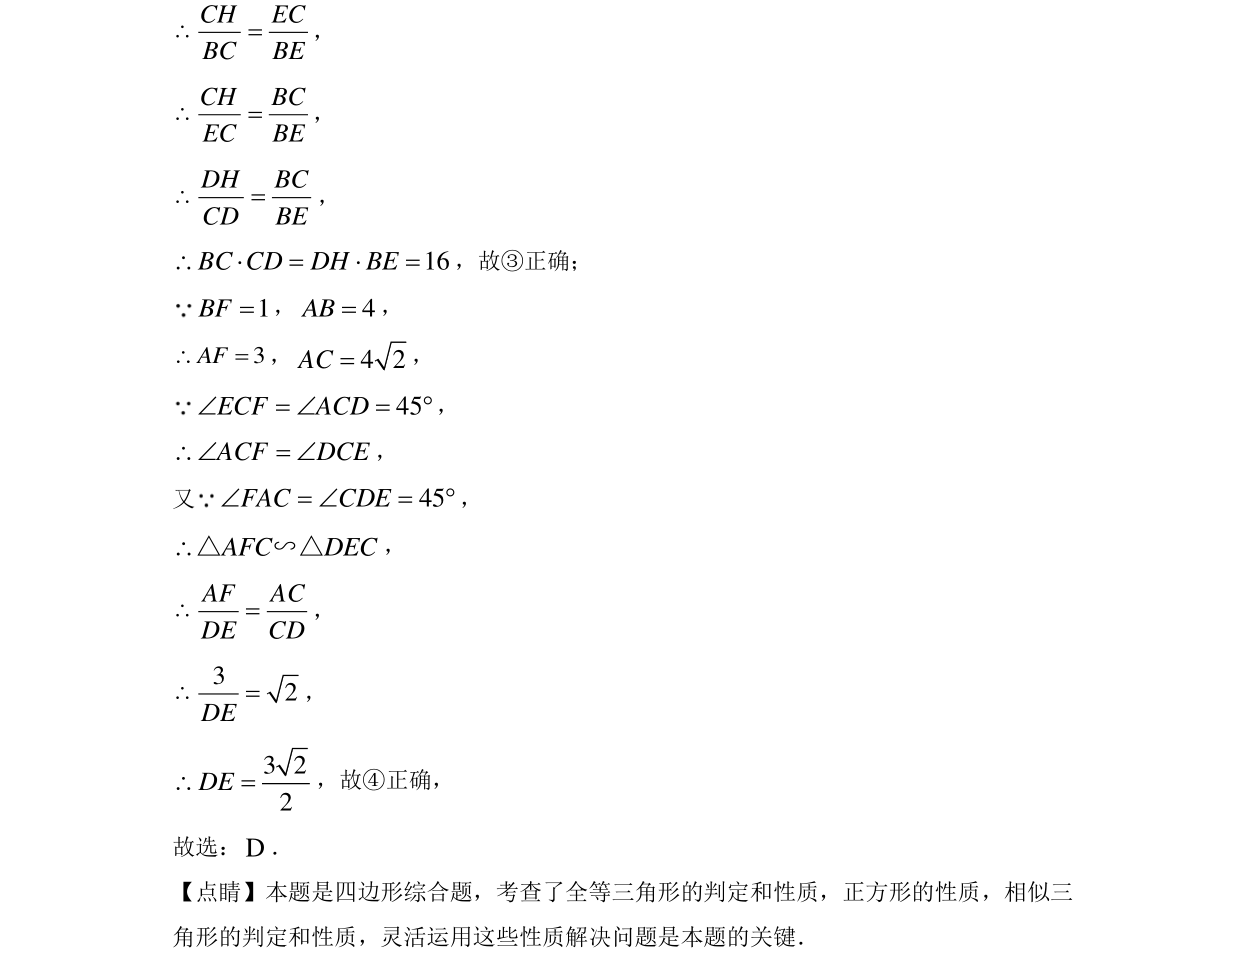 ∴ CH/BC = EC/BE，
∴ CH/EC = BC/BE，
∴ DH/CD = BC/BE，
∴BC·CD = DH·BE = 16，故③正确；
∵BF = 1，AB = 4，
∴AF = 3，AC = 4√2，
∵∠ECF = ∠ACD = 45°，
∴∠ACF = ∠DCE，
又∵∠FAC = ∠CDE = 45°，
∴△AFC∽△DEC，
∴ AF/DE = AC/CD，
∴ 3/DE = √2，
∴DE = 3√2/2，故④正确，
故选：D．
【点睛】本题是四边形综合题，考查了全等三角形的判定和性质，正方形的性质，相似三
角形的判定和性质，灵活运用这些性质解决问题是本题的关键．